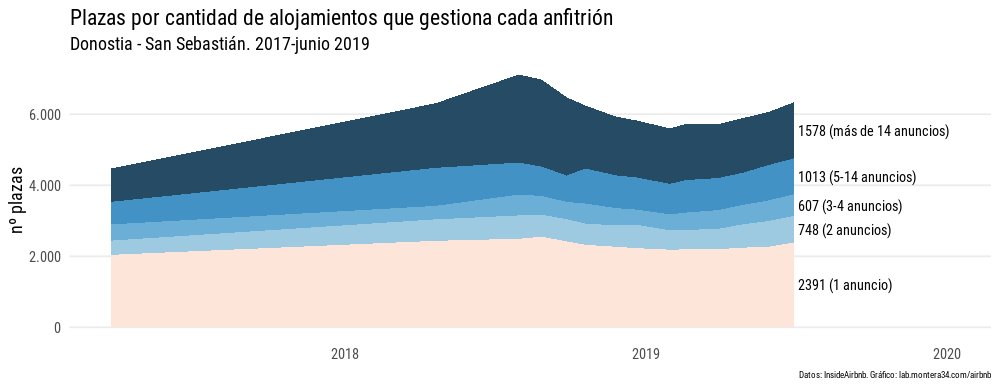 Plazas por cantidad de alojamientos que gestiona cada anfitrión
Donostia - San Sebastián. 2017-junio 2019
nº plazas
6.000
4.000
2.000
0
1578 (más de 14 anuncios)
1013 (5-14 anuncios)
607 (3-4 anuncios)
748 (2 anuncios)
2391 (1 anuncio)
2018 2019 2020
Datos: InsideAirbnb. Gráfico: lab.montera34.com/airbnb